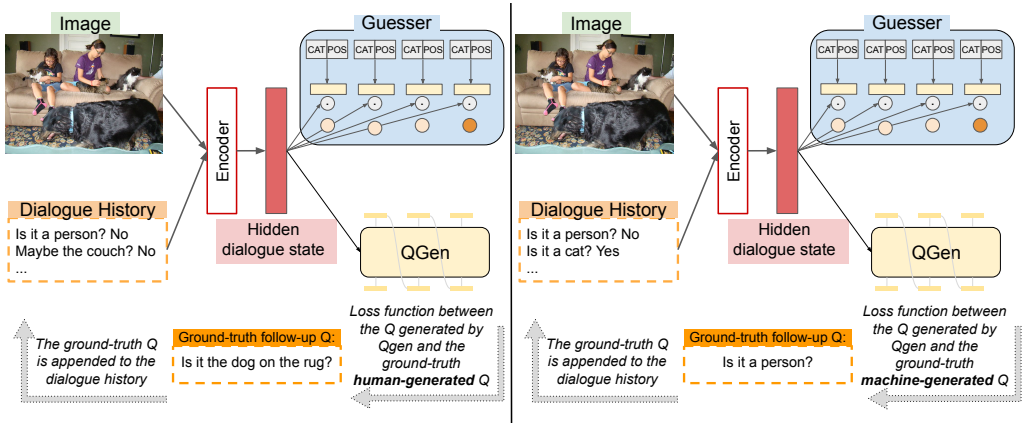 Image
Guesser
CAT POS CAT POS CAT POS CAT POS
Encoder
Dialogue History
Is it a person? No
Maybe the couch? No
...
Hidden
dialogue state
QGen
The ground-truth Q
is appended to the
dialogue history
Ground-truth follow-up Q:
Is it the dog on the rug?
Loss function between
the Q generated by
Qgen and the
ground-truth
human-generated Q
Image
Guesser
CAT POS CAT POS CAT POS CAT POS
Encoder
Dialogue History
Is it a person? No
Is it a cat? Yes
...
Hidden
dialogue state
QGen
The ground-truth Q
is appended to the
dialogue history
Ground-truth follow-up Q:
Is it a person?
Loss function between
the Q generated by
Qgen and the
ground-truth
machine-generated Q